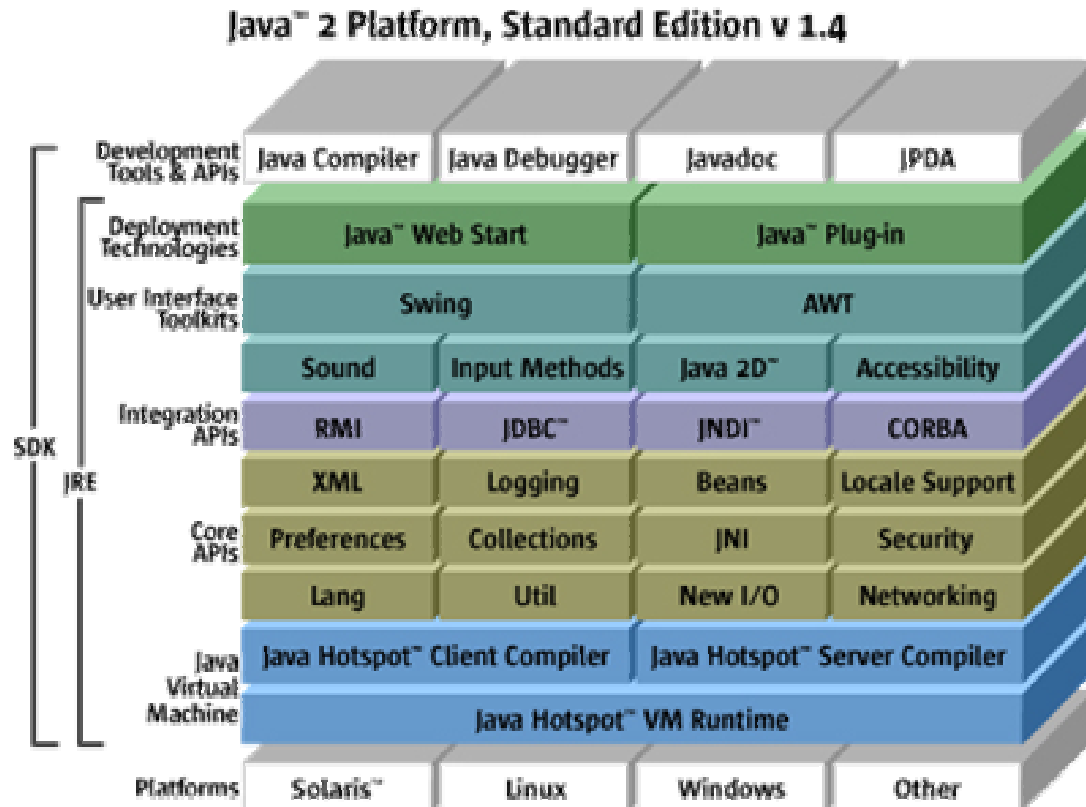 Java™ 2 Platform, Standard Edition v 1.4
Development
Tools & APIs
Java Compiler
Java Debugger
Javadoc
JPDA
Deployment
Technologies
Java™ Web Start
Java™ Plug-in
User Interface
Toolkits
Swing
AWT
Sound
Input Methods
Java 2D™
Accessibility
Integration
APIs
RMI
JDBC™
JNDI™
CORBA
SDK
JRE
XML
Logging
Beans
Locale Support
Core
APIs
Preferences
Collections
JNI
Security
Lang
Util
New I/O
Networking
Java
Virtual
Machine
Java Hotspot™ Client Compiler
Java Hotspot™ Server Compiler
Java Hotspot™ VM Runtime
Platforms
Solaris™
Linux
Windows
Other